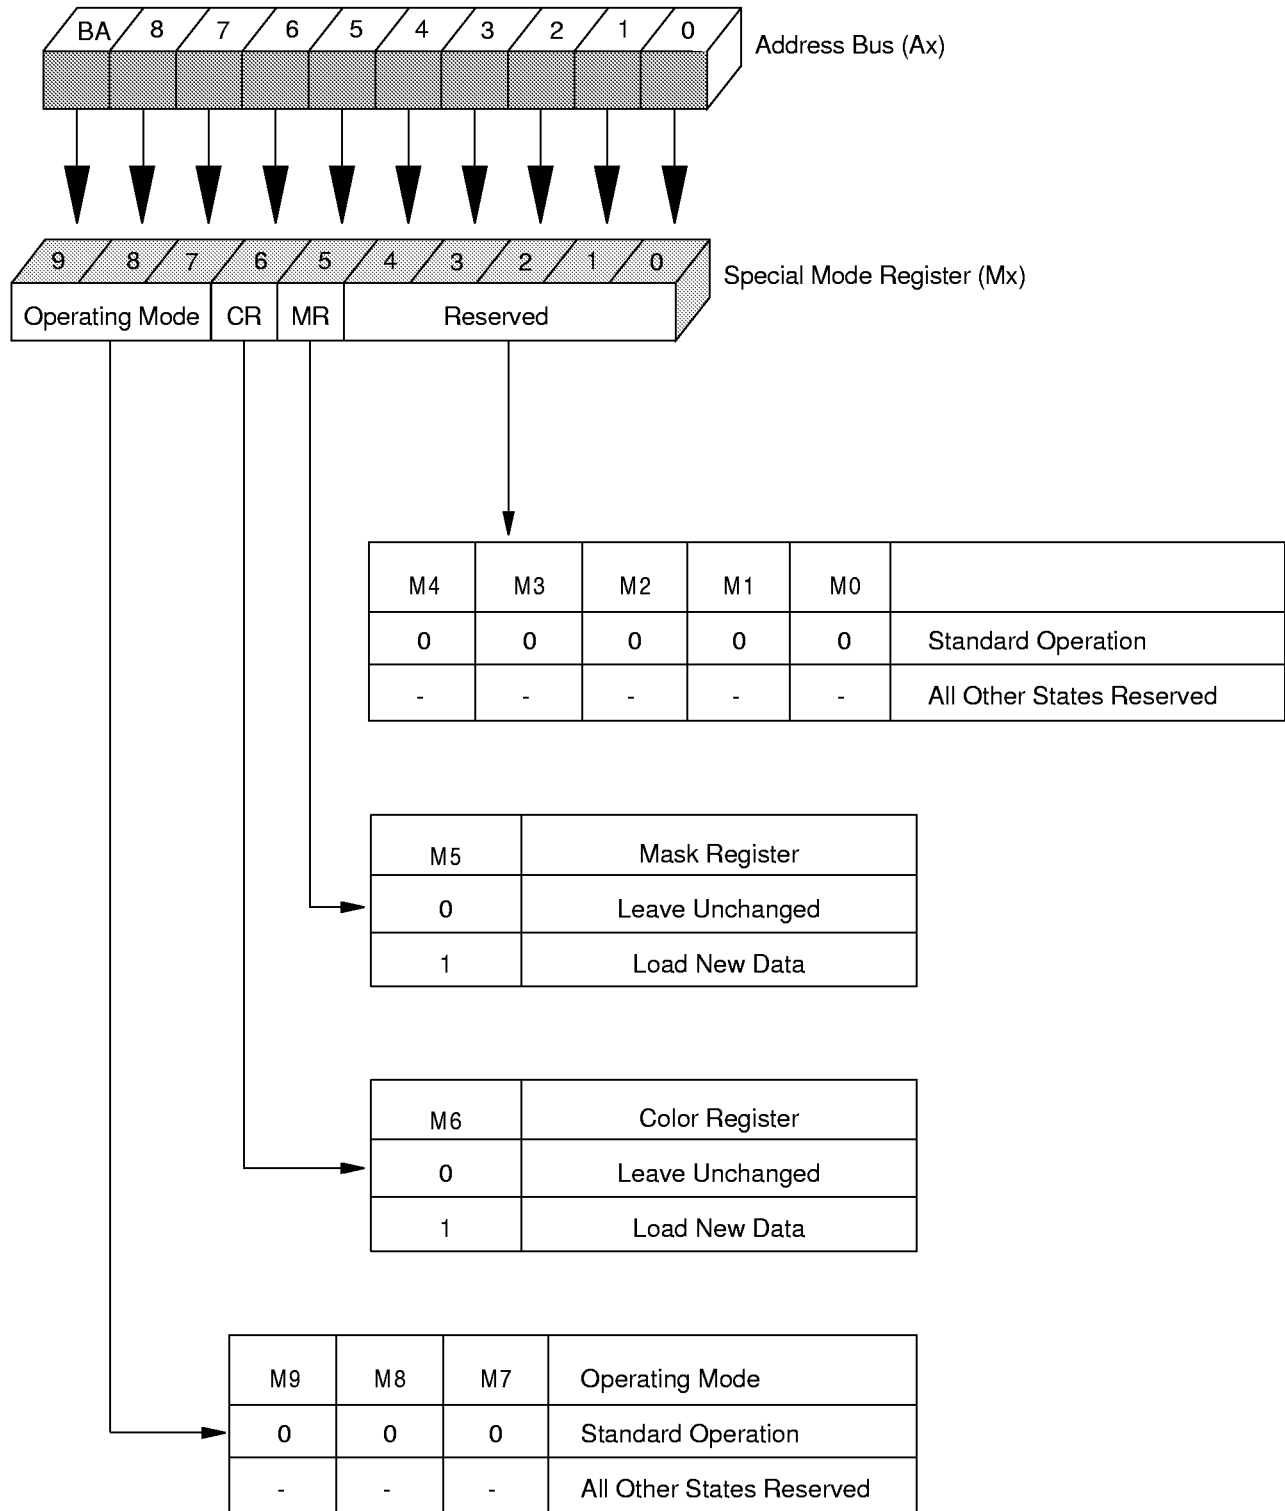 BA 8 7 6 5 4 3 2 1 0
Address Bus (Ax)
9 8 7 6 5 4 3 2 1 0
Special Mode Register (Mx)
Operating Mode CR MR Reserved
M4 M3 M2 M1 M0
0 0 0 0 0 Standard Operation
- - - - - All Other States Reserved
M5 Mask Register
0 Leave Unchanged
1 Load New Data
M6 Color Register
0 Leave Unchanged
1 Load New Data
M9 M8 M7 Operating Mode
0 0 0 Standard Operation
- - - All Other States Reserved